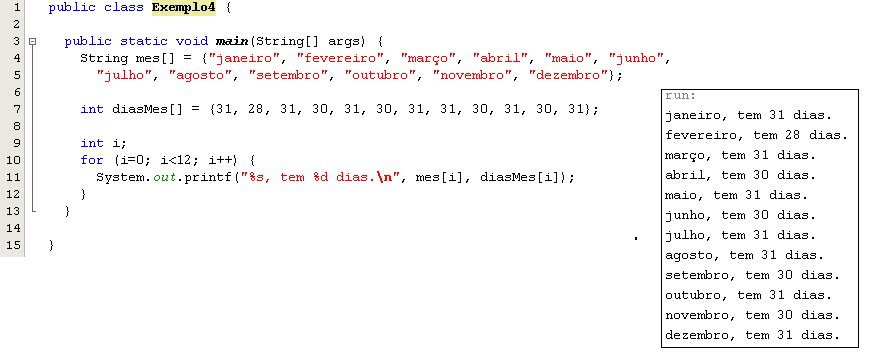 1 public class Exemplo4 {
2
3 public static void main(String[] args) {
4 String mes[] = {"janeiro", "fevereiro", "março", "abril", "maio", "junho",
5 "julho", "agosto", "setembro", "outubro", "novembro", "dezembro"};
6
7 int diasMes[] = {31, 28, 31, 30, 31, 30, 31, 31, 30, 31, 30, 31};
8
9 int i;
10 for (i=0; i<12; i++) {
11 System.out.printf("%s, tem %d dias.\n", mes[i], diasMes[i]);
12 }
13 }
14
15 }
run:
janeiro, tem 31 dias.
fevereiro, tem 28 dias.
março, tem 31 dias.
abril, tem 30 dias.
maio, tem 31 dias.
junho, tem 30 dias.
julho, tem 31 dias.
agosto, tem 31 dias.
setembro, tem 30 dias.
outubro, tem 31 dias.
novembro, tem 30 dias.
dezembro, tem 31 dias.